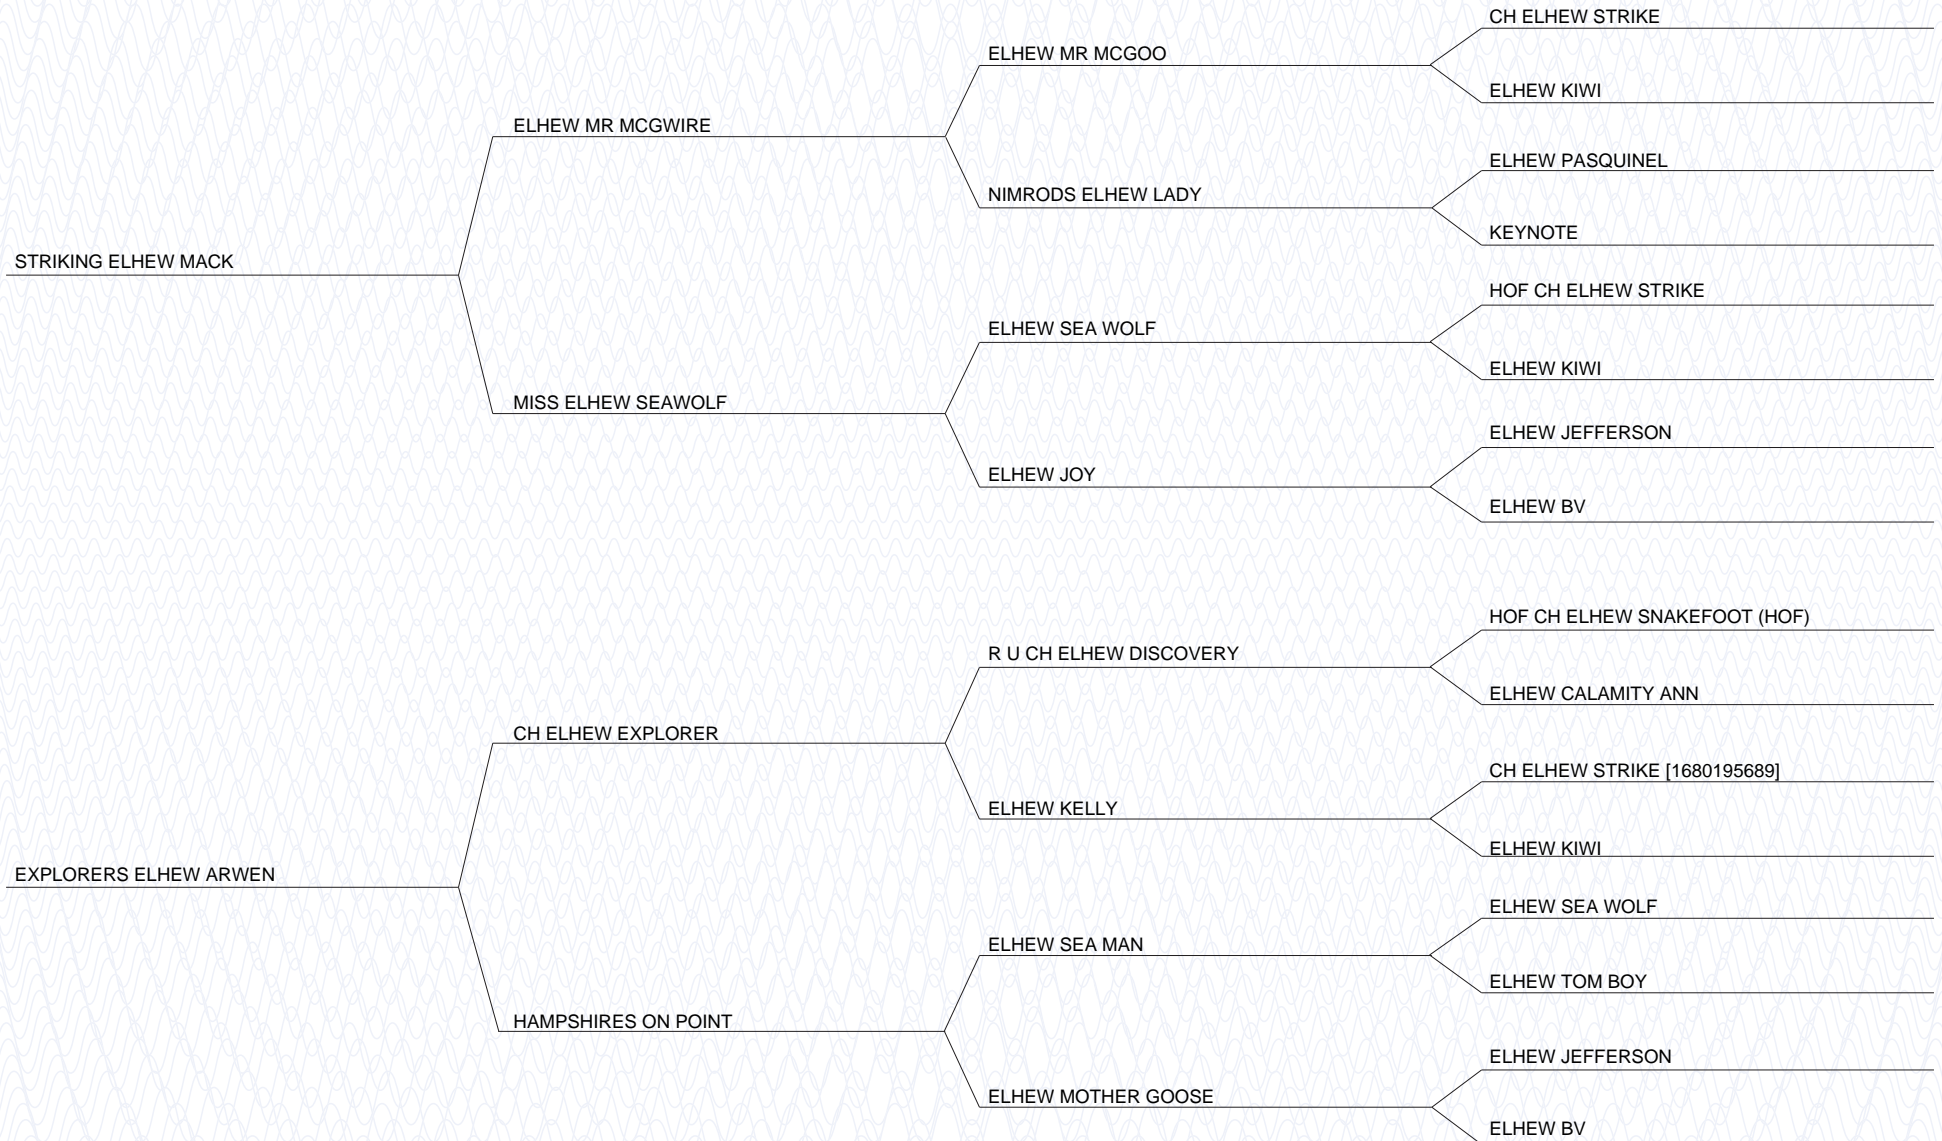 CH ELHEW STRIKE
ELHEW MR MCGOO
ELHEW KIWI
ELHEW MR MCGWIRE
ELHEW PASQUINEL
NIMRODS ELHEW LADY
KEYNOTE
STRIKING ELHEW MACK
HOF CH ELHEW STRIKE
ELHEW SEA WOLF
ELHEW KIWI
MISS ELHEW SEAWOLF
ELHEW JEFFERSON
ELHEW JOY
ELHEW BV
HOF CH ELHEW SNAKEFOOT (HOF)
R U CH ELHEW DISCOVERY
ELHEW CALAMITY ANN
CH ELHEW EXPLORER
CH ELHEW STRIKE [1680195689]
ELHEW KELLY
ELHEW KIWI
EXPLORERS ELHEW ARWEN
ELHEW SEA WOLF
ELHEW SEA MAN
ELHEW TOM BOY
HAMPSHIRES ON POINT
ELHEW JEFFERSON
ELHEW MOTHER GOOSE
ELHEW BV